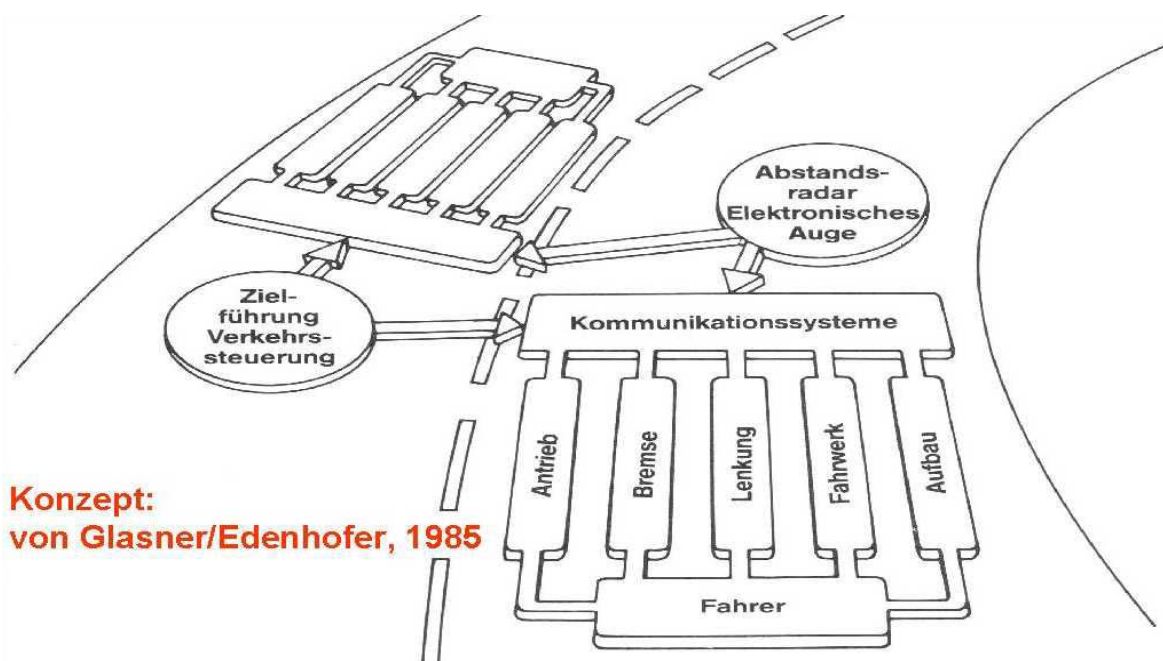 Abstands-
radar
Elektronisches
Auge
Ziel-
führung
Verkehrs-
steuerung
Kommunikationssysteme
Antrieb
Bremse
Lenkung
Fahrwerk
Aufbau
Fahrer
Konzept:
von Glasner/Edenhofer, 1985